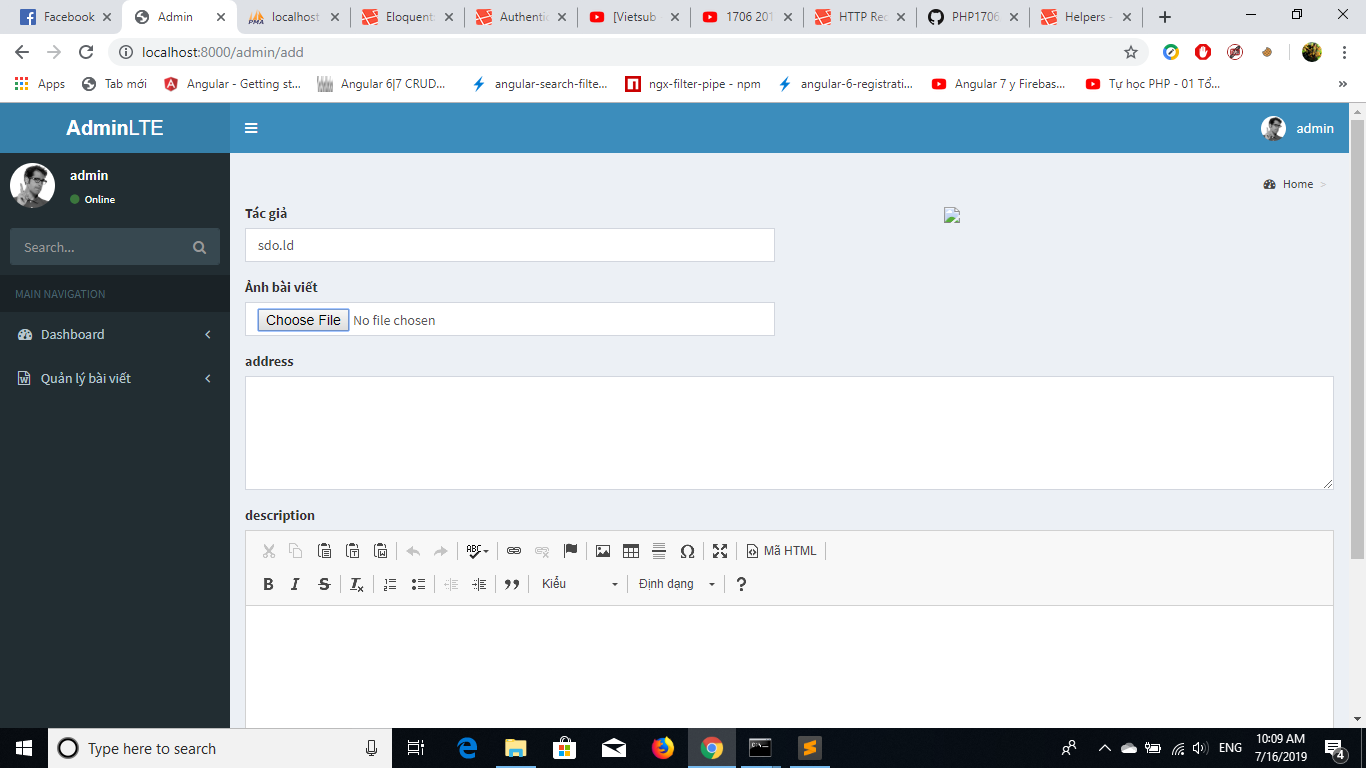 Facebook
Admin
localhost
Eloquent:
Authentic
[Vietsub
1706 201
HTTP Rec
PHP1706
Helpers -
localhost:8000/admin/add
Apps
Tab mới
Angular - Getting st...
Angular 6|7 CRUD...
angular-search-filte...
ngx-filter-pipe - npm
angular-6-registrati...
Angular 7 y Firebas...
Tự học PHP - 01 Tổ...
»
AdminLTE
admin
admin
Online
Home >
Search...
MAIN NAVIGATION
Dashboard
Quản lý bài viết
Tác giả
sdo.ld
Ảnh bài viết
Choose File No file chosen
address
description
ABC
Mã HTML
B I S Tx
Kiểu
Định dạng
?
Type here to search
ENG
10:09 AM
7/16/2019
4